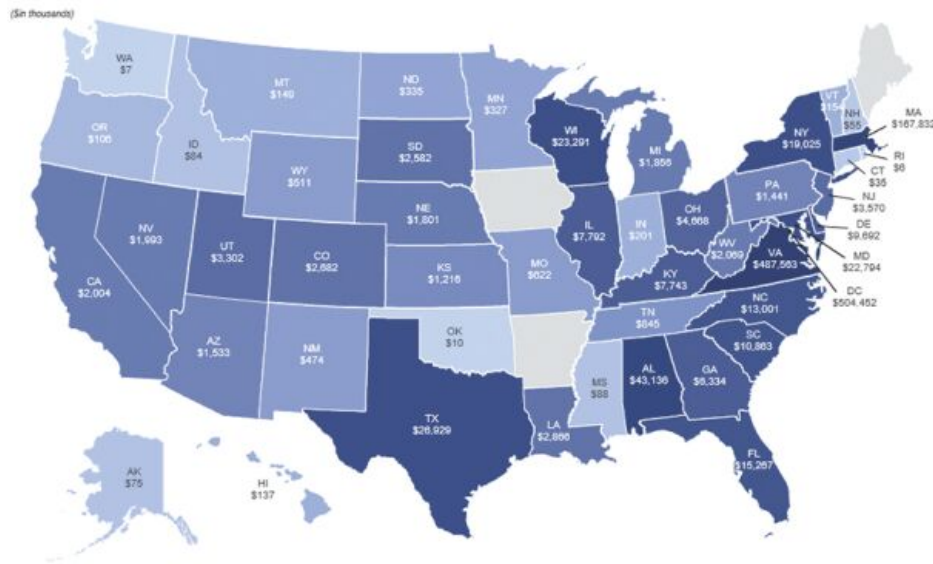 ($in thousands)
WA
$7
MT
$149
ND
$335
MN
$327
VT
$154
NH
$55
MA
$167,832
OR
$106
ID
$84
SD
$2,582
WI
$23,291
MI
$1,856
NY
$19,025
RI
$6
CT
$35
WY
$511
NE
$1,801
PA
$1,441
NJ
$3,570
NV
$1,993
UT
$3,302
CO
$2,682
IL
$7,792
IN
$201
OH
$4,668
WV
$2,069
DE
$9,692
MD
$22,794
VA
$487,563
DC
$504,452
CA
$2,004
KS
$1,216
MO
$622
KY
$7,743
NC
$13,001
TN
$845
AZ
$1,533
NM
$474
OK
$10
SC
$10,863
MS
$88
AL
$43,136
GA
$6,334
TX
$26,929
LA
$2,866
FL
$15,267
AK
$75
HI
$137